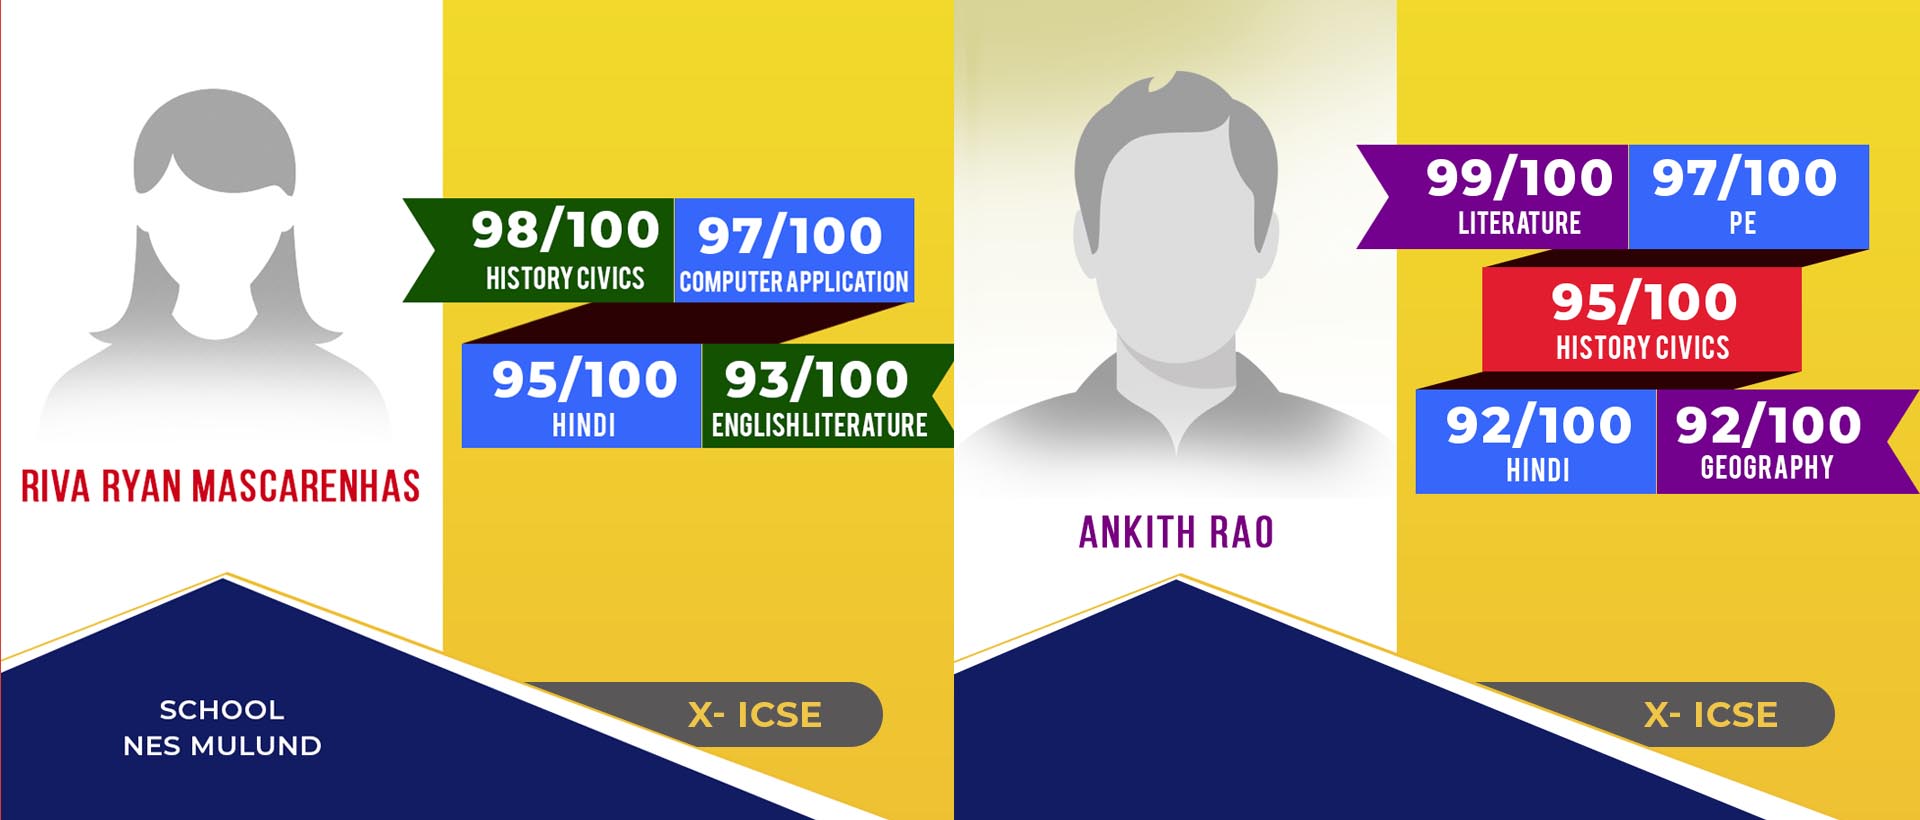 98/100
HISTORY CIVICS
97/100
COMPUTER APPLICATION
95/100
HINDI
93/100
ENGLISH LITERATURE
RIVA RYAN MASCARENHAS
SCHOOL
NES MULUND
X- ICSE
99/100
LITERATURE
97/100
PE
95/100
HISTORY CIVICS
92/100
HINDI
92/100
GEOGRAPHY
ANKITH RAO
X- ICSE